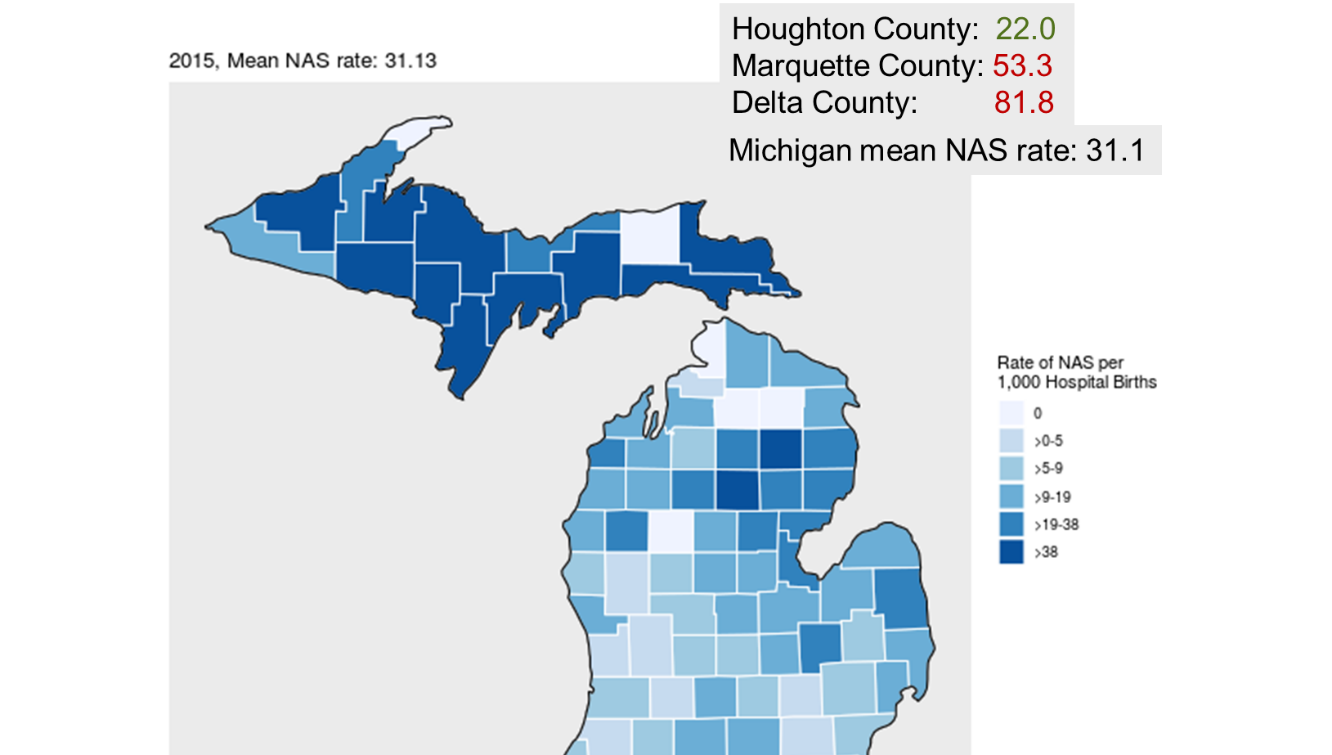 Houghton County: 22.0
2015, Mean NAS rate: 31.13
Marquette County: 53.3
Delta County: 81.8
Michigan mean NAS rate: 31.1
Rate of NAS per
1,000 Hospital Births
0
>0-5
>5-9
>9-19
>19-38
>38